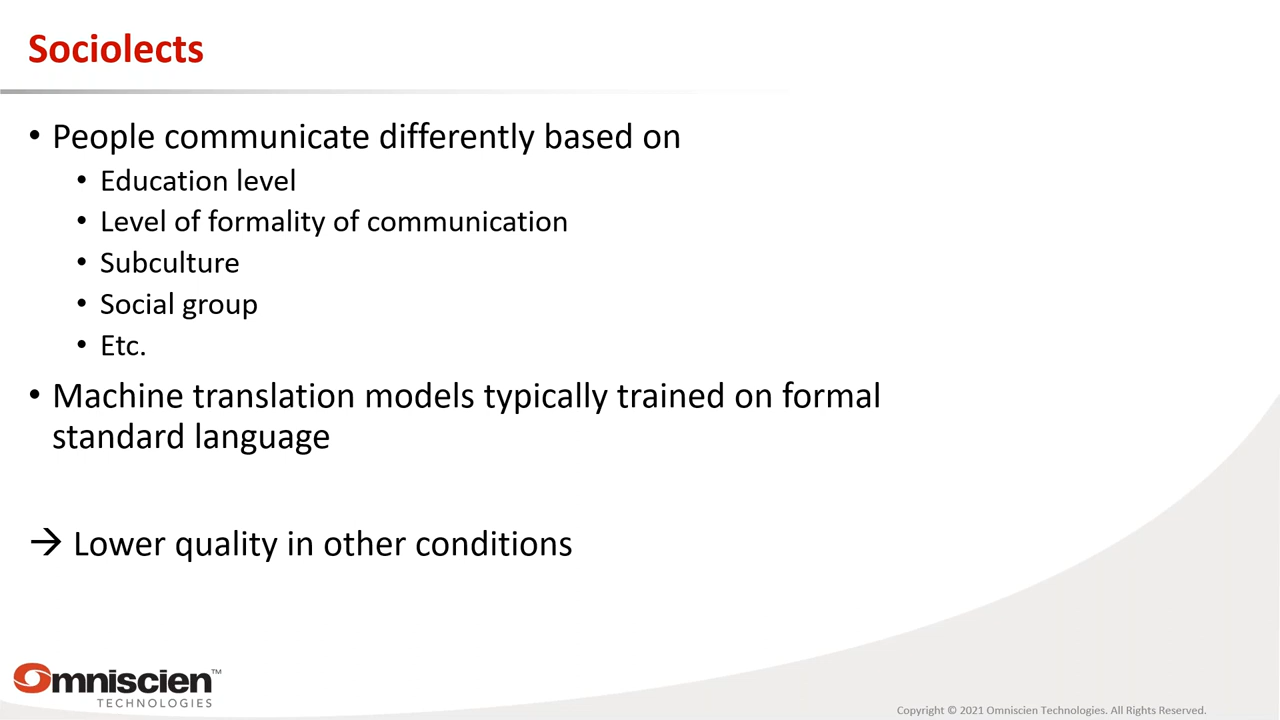 Sociolects
• People communicate differently based on
• Education level
• Level of formality of communication
• Subculture
• Social group
• Etc.
• Machine translation models typically trained on formal
standard language
→ Lower quality in other conditions
Omniscien™
TECHNOLOGIES
Copyright © 2021 Omniscien Technologies. All Rights Reserved.